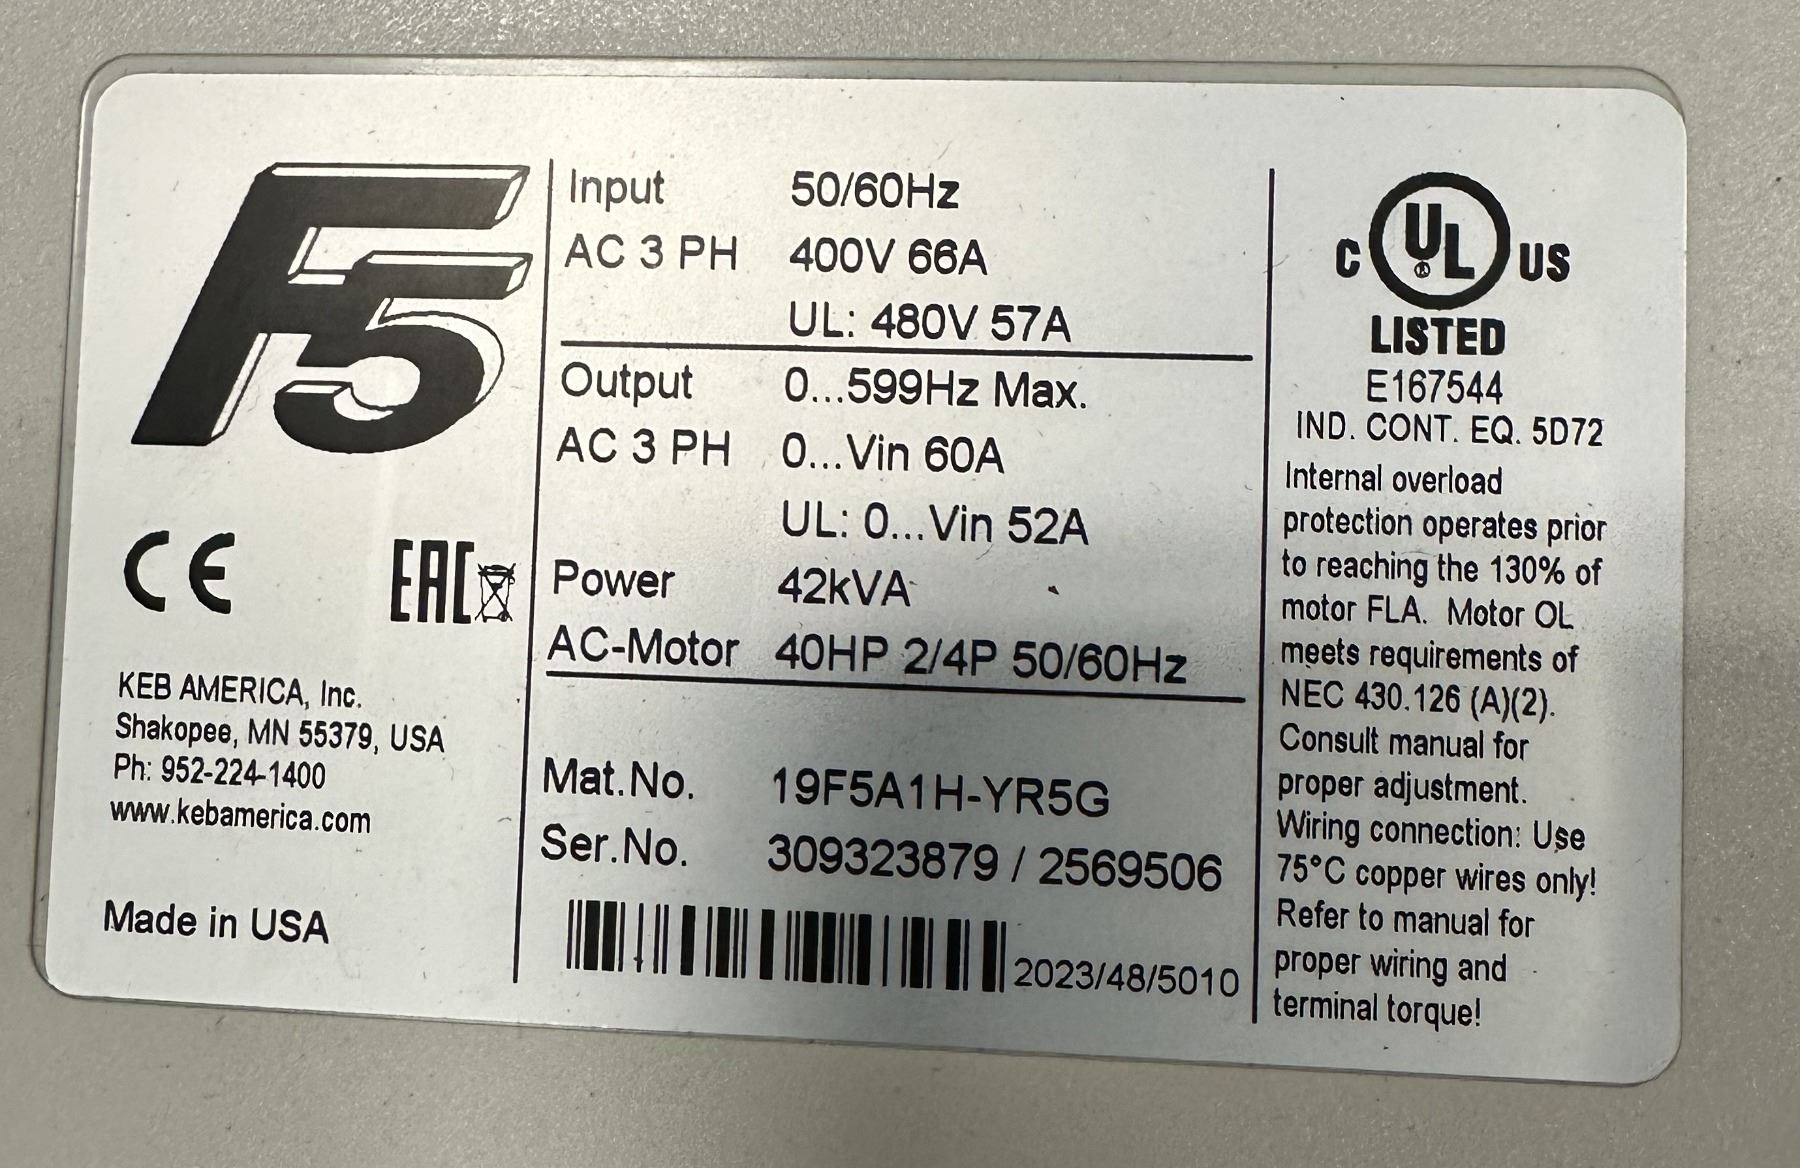 F5
CE
EAC
KEB AMERICA, Inc.
Shakopee, MN 55379, USA
Ph: 952-224-1400
www.kebamerica.com
Made in USA
Input 50/60Hz
AC 3 PH 400V 66A
UL: 480V 57A
Output 0...599Hz Max.
AC 3 PH 0...Vin 60A
UL: 0...Vin 52A
Power 42kVA
AC-Motor 40HP 2/4P 50/60Hz
Mat.No. 19F5A1H-YR5G
Ser.No. 309323879 / 2569506
2023/48/5010
C UL® US
LISTED
E167544
IND. CONT. EQ. 5D72
Internal overload
protection operates prior
to reaching the 130% of
motor FLA. Motor OL
meets requirements of
NEC 430.126 (A)(2).
Consult manual for
proper adjustment.
Wiring connection: Use
75°C copper wires only!
Refer to manual for
proper wiring and
terminal torque!